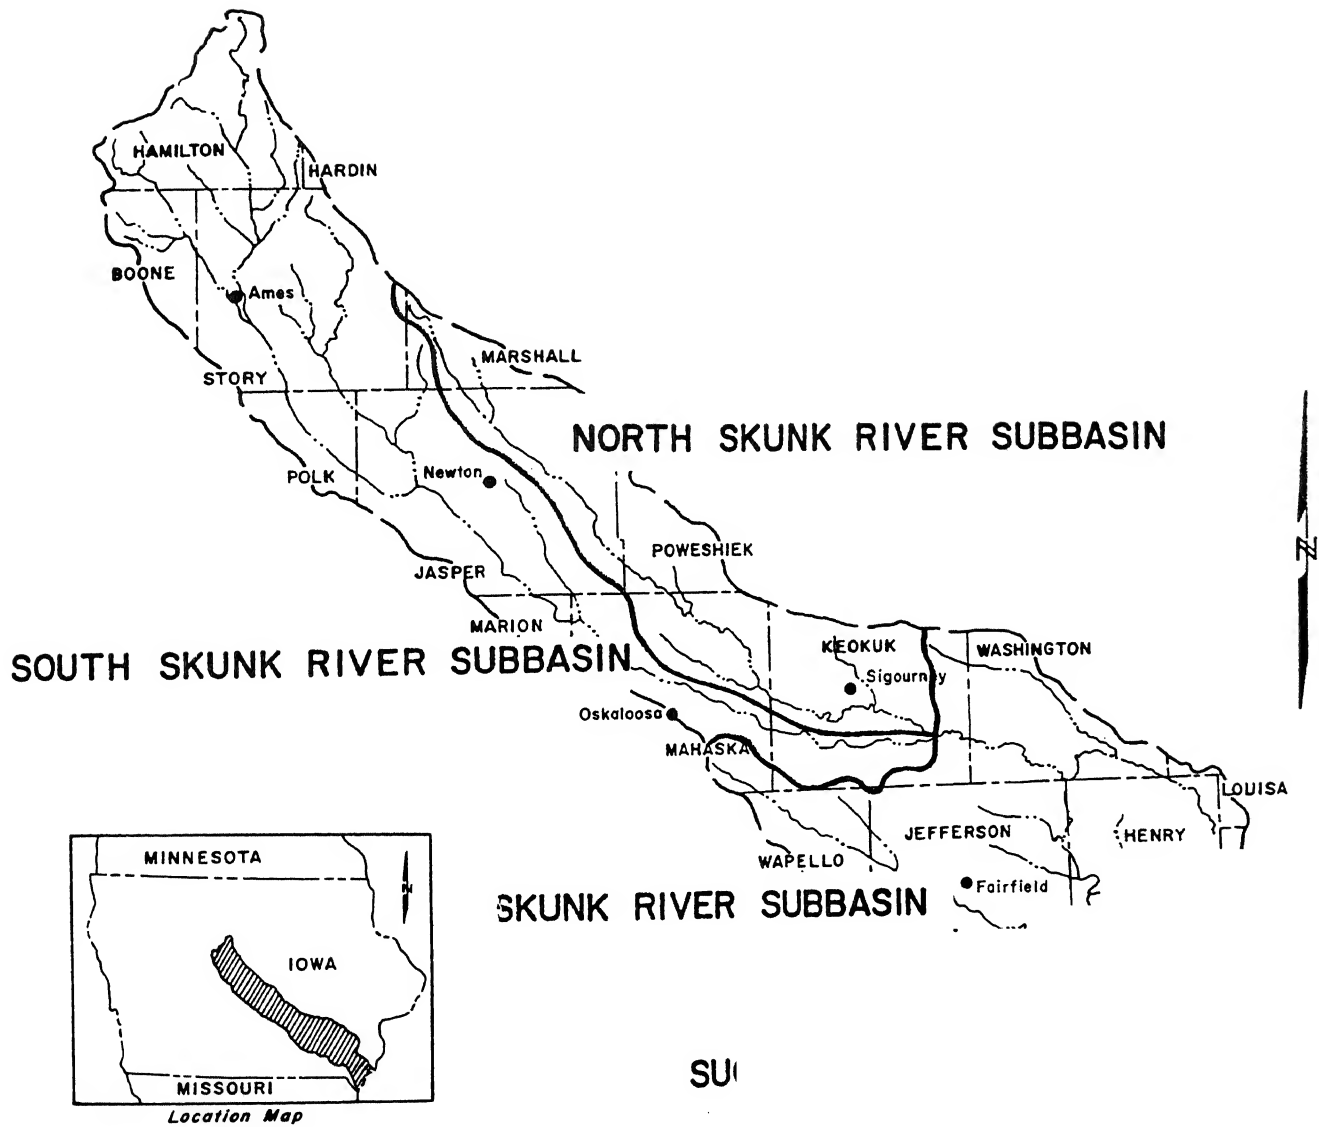 HAMILTON
HARDIN
BOONE
Ames
MARSHALL
STORY
NORTH SKUNK RIVER SUBBASIN
Newton
POLK
POWESHIEK
JASPER
MARION
KEOKUK
WASHINGTON
SOUTH SKUNK RIVER SUBBASIN
Sigourney
Oskaloosa
MAHASKA
LOUISA
JEFFERSON
HENRY
WAPELLO
Fairfield
SKUNK RIVER SUBBASIN
N
MINNESOTA
N
IOWA
MISSOURI
Location Map